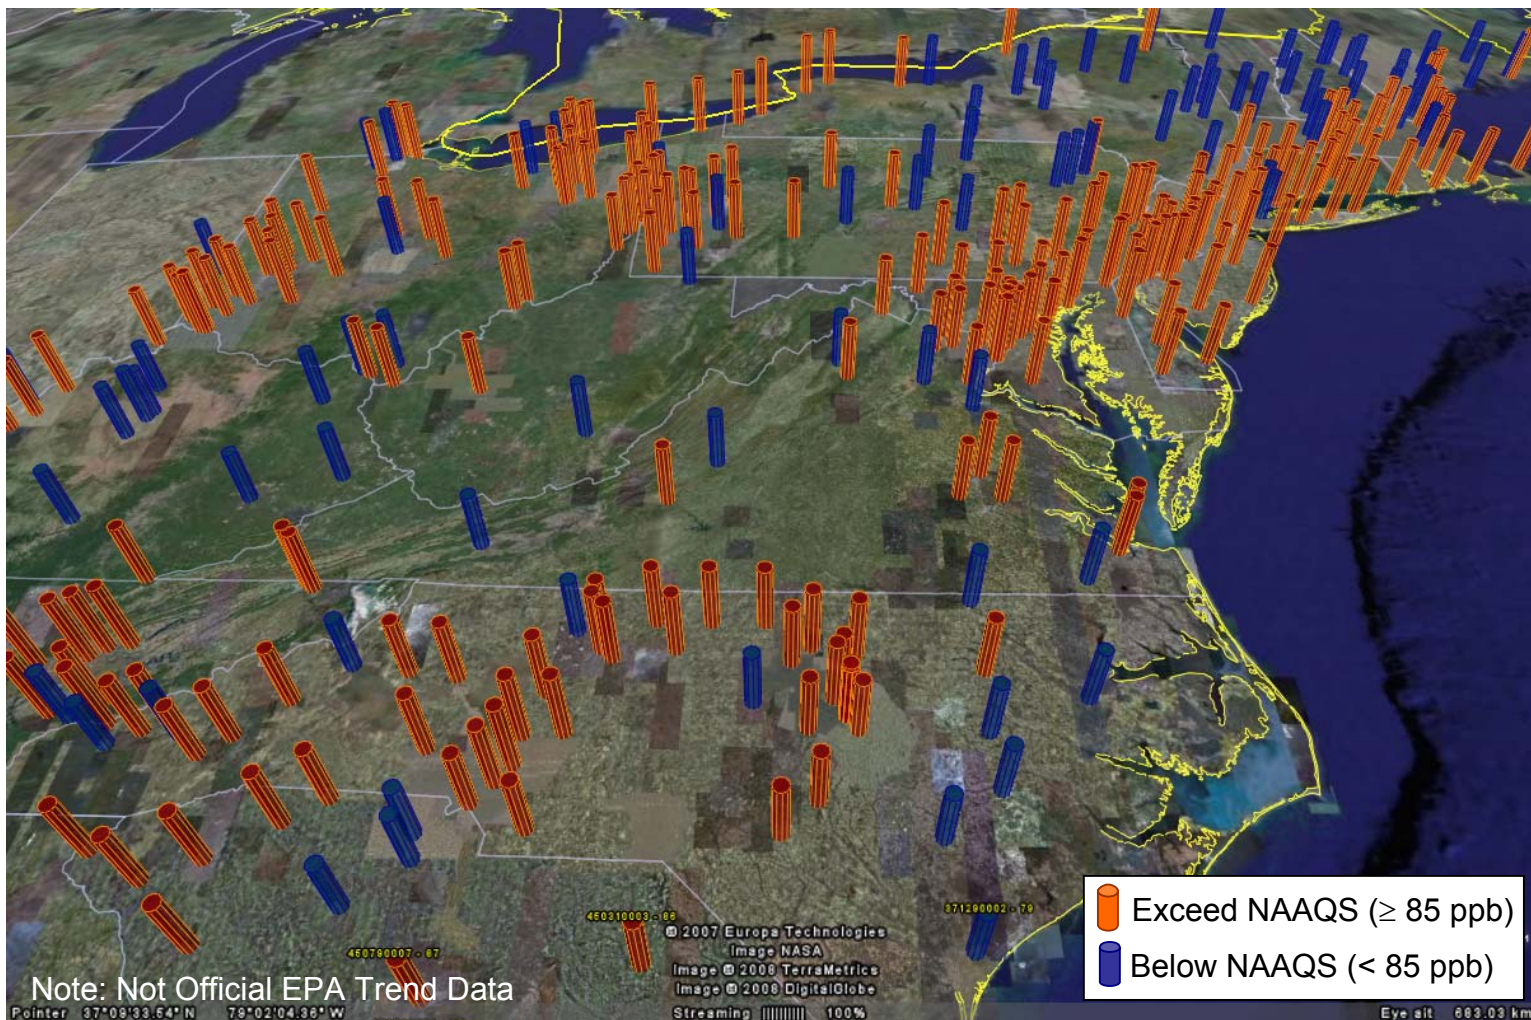 450310003 - 86
371290002 - 79
450790007 - 87
© 2007 Europa Technologies
Image NASA
Image © 2008 TerraMetrics
Image © 2008 DigitalGlobe
Exceed NAAQS (≥ 85 ppb)
Below NAAQS (< 85 ppb)
Note: Not Official EPA Trend Data
Pointer 37°09'33.54" N 79°02'04.36" W
Streaming |||||||||| 100%
Eye alt 683.03 km